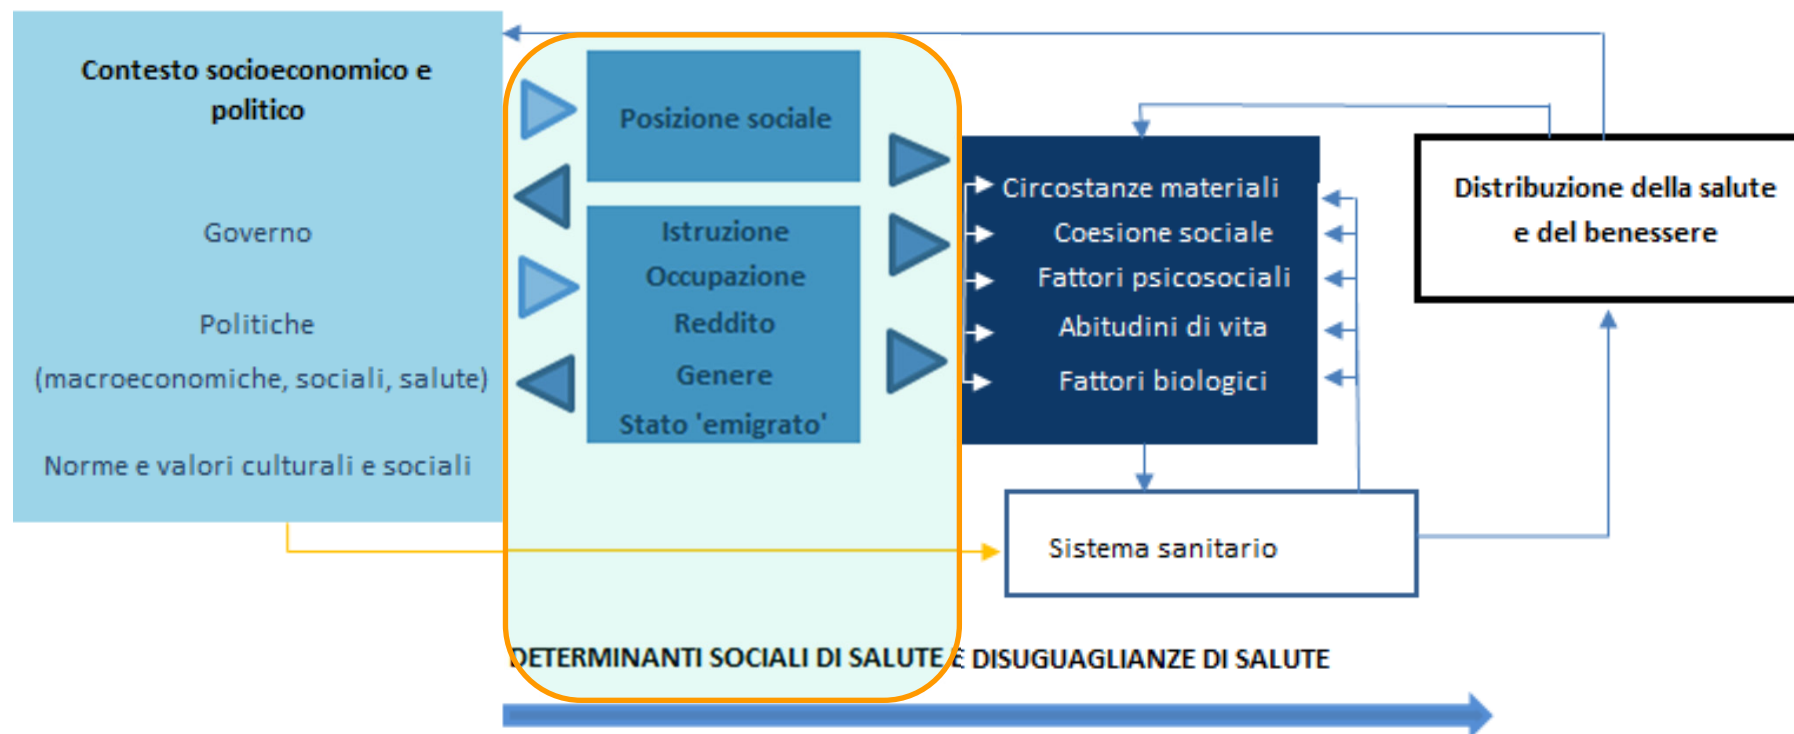 Contesto socioeconomico e
politico
Governo
Politiche
(macroeconomiche, sociali, salute)
Norme e valori culturali e sociali
Posizione sociale
Istruzione
Occupazione
Reddito
Genere
Stato 'emigrato'
Circostanze materiali
Coesione sociale
Fattori psicosociali
Abitudini di vita
Fattori biologici
Sistema sanitario
Distribuzione della salute
e del benessere
DETERMINANTI SOCIALI DI SALUTE E DISUGUAGLIANZE DI SALUTE